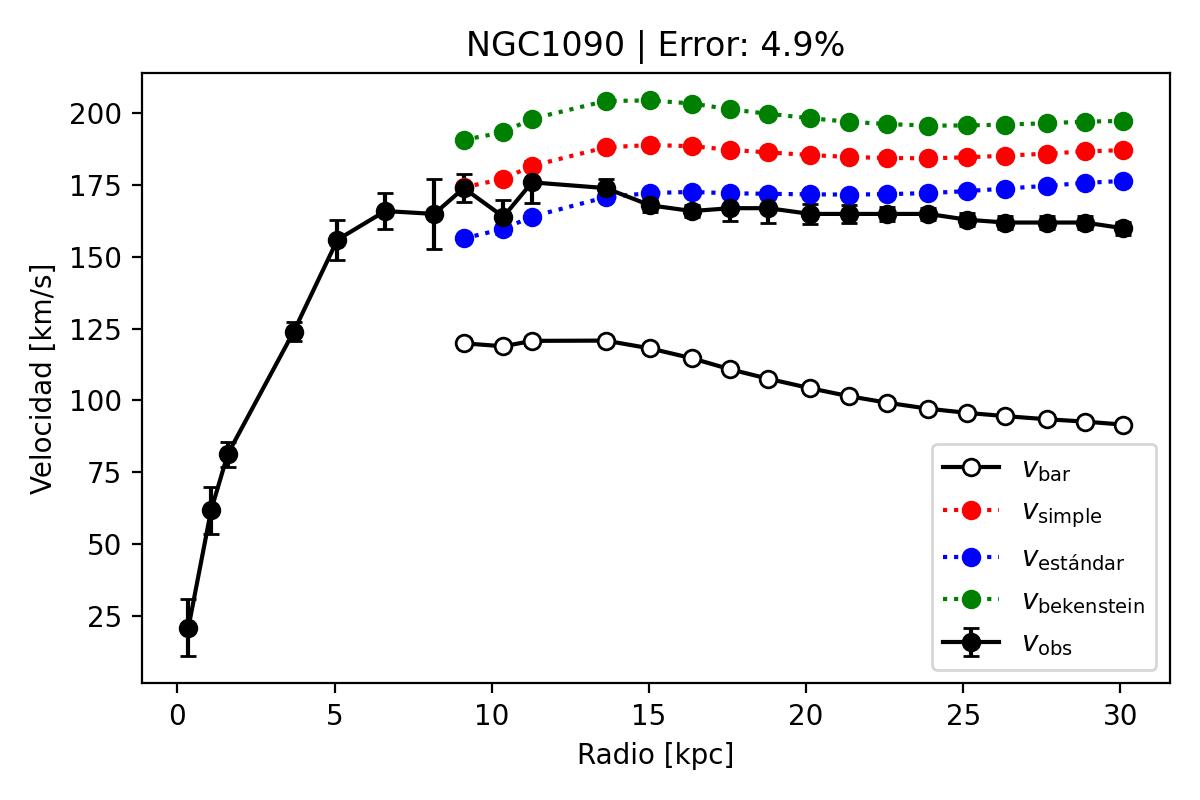 NGC1090 | Error: 4.9%
Velocidad [km/s]
200
175
150
125
100
75
50
25
v_bar
v_simple
v_estándar
v_bekenstein
v_obs
0 5 10 15 20 25 30
Radio [kpc]